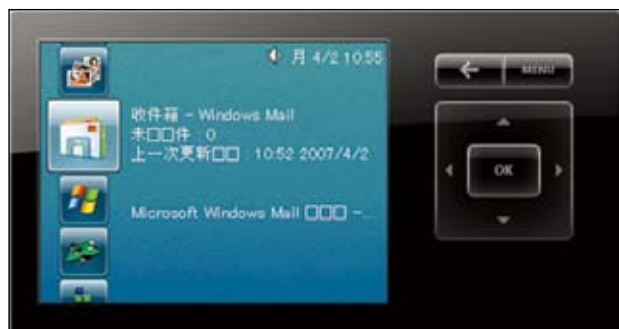 月 4/2 10:55
收件箱 - Windows Mail
未□□件 : 0
上一次更新□□ : 10:52 2007/4/2
Microsoft Windows Mail □□□ -...
← MENU
OK